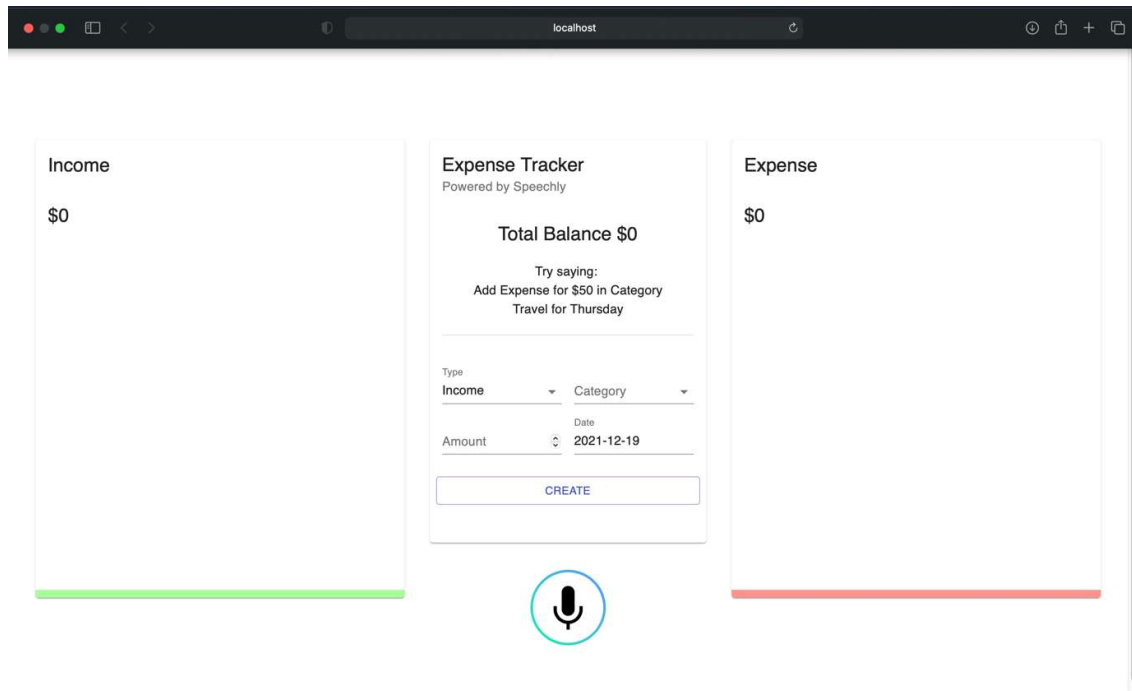 localhost
Income
$0
Expense Tracker
Powered by Speechly
Total Balance $0
Try saying:
Add Expense for $50 in Category
Travel for Thursday
Type
Income
Category
Amount
Date
2021-12-19
CREATE
Expense
$0